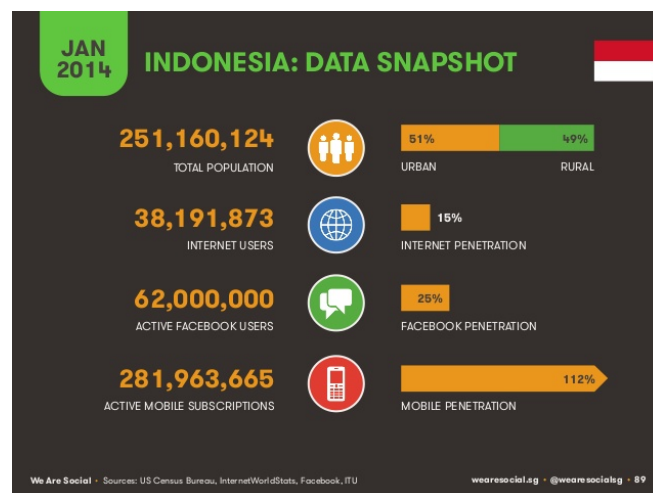 JAN
2014
INDONESIA: DATA SNAPSHOT
251,160,124
TOTAL POPULATION
51% 49%
URBAN RURAL
38,191,873
INTERNET USERS
15%
INTERNET PENETRATION
62,000,000
ACTIVE FACEBOOK USERS
25%
FACEBOOK PENETRATION
281,963,665
ACTIVE MOBILE SUBSCRIPTIONS
112%
MOBILE PENETRATION
We Are Social • Sources: US Census Bureau, InternetWorldStats, Facebook, ITU
wearesocial.sg • @wearesocialsg • 89